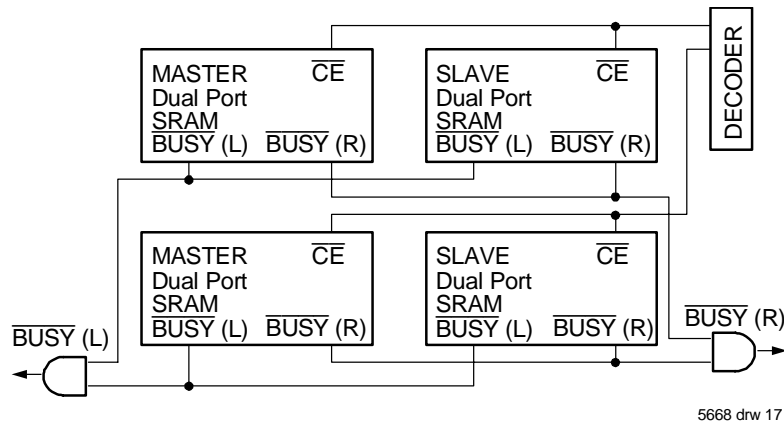 MASTER CE
Dual Port
SRAM
BUSY (L) BUSY (R)
SLAVE CE
Dual Port
SRAM
BUSY (L) BUSY (R)
DECODER
MASTER CE
Dual Port
SRAM
BUSY (L) BUSY (R)
SLAVE CE
Dual Port
SRAM
BUSY (L) BUSY (R)
BUSY (L)
BUSY (R)
5668 drw 17